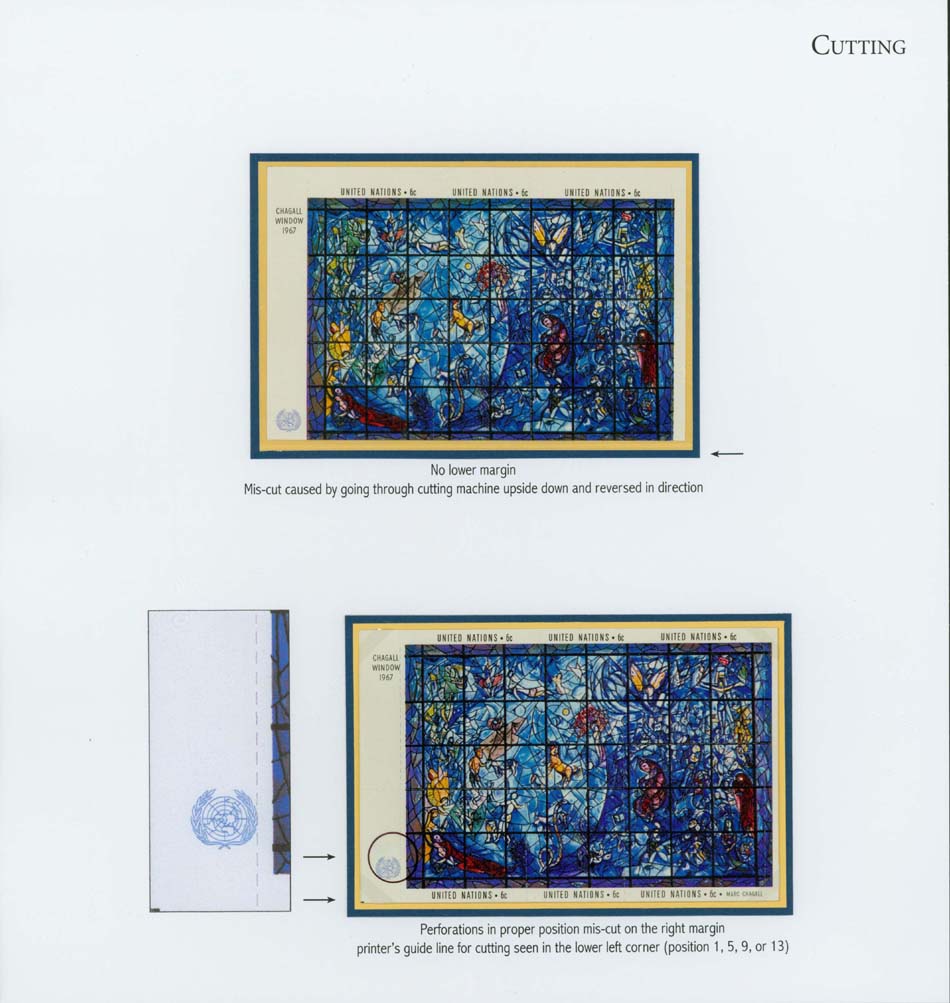 CUTTING
UNITED NATIONS • 6c UNITED NATIONS • 6c UNITED NATIONS • 6c
CHAGALL
WINDOW
1967
No lower margin
Mis-cut caused by going through cutting machine upside down and reversed in direction
UNITED NATIONS • 6c UNITED NATIONS • 6c UNITED NATIONS • 6c
CHAGALL
WINDOW
1967
UNITED NATIONS • 6c UNITED NATIONS • 6c UNITED NATIONS • 6c • MARC CHAGALL
Perforations in proper position mis-cut on the right margin
printer's guide line for cutting seen in the lower left corner (position 1, 5, 9, or 13)